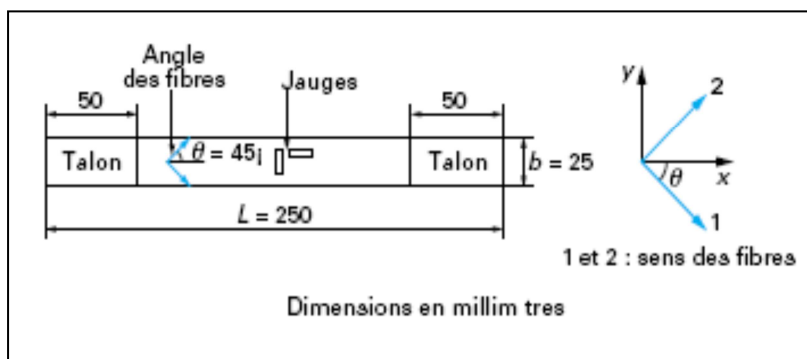 Angle
des fibres
Jauges
50
50
Talon
θ = 45¡
Talon
b = 25
L = 250
y
2
x
θ
1
1 et 2 : sens des fibres
Dimensions en millim tres